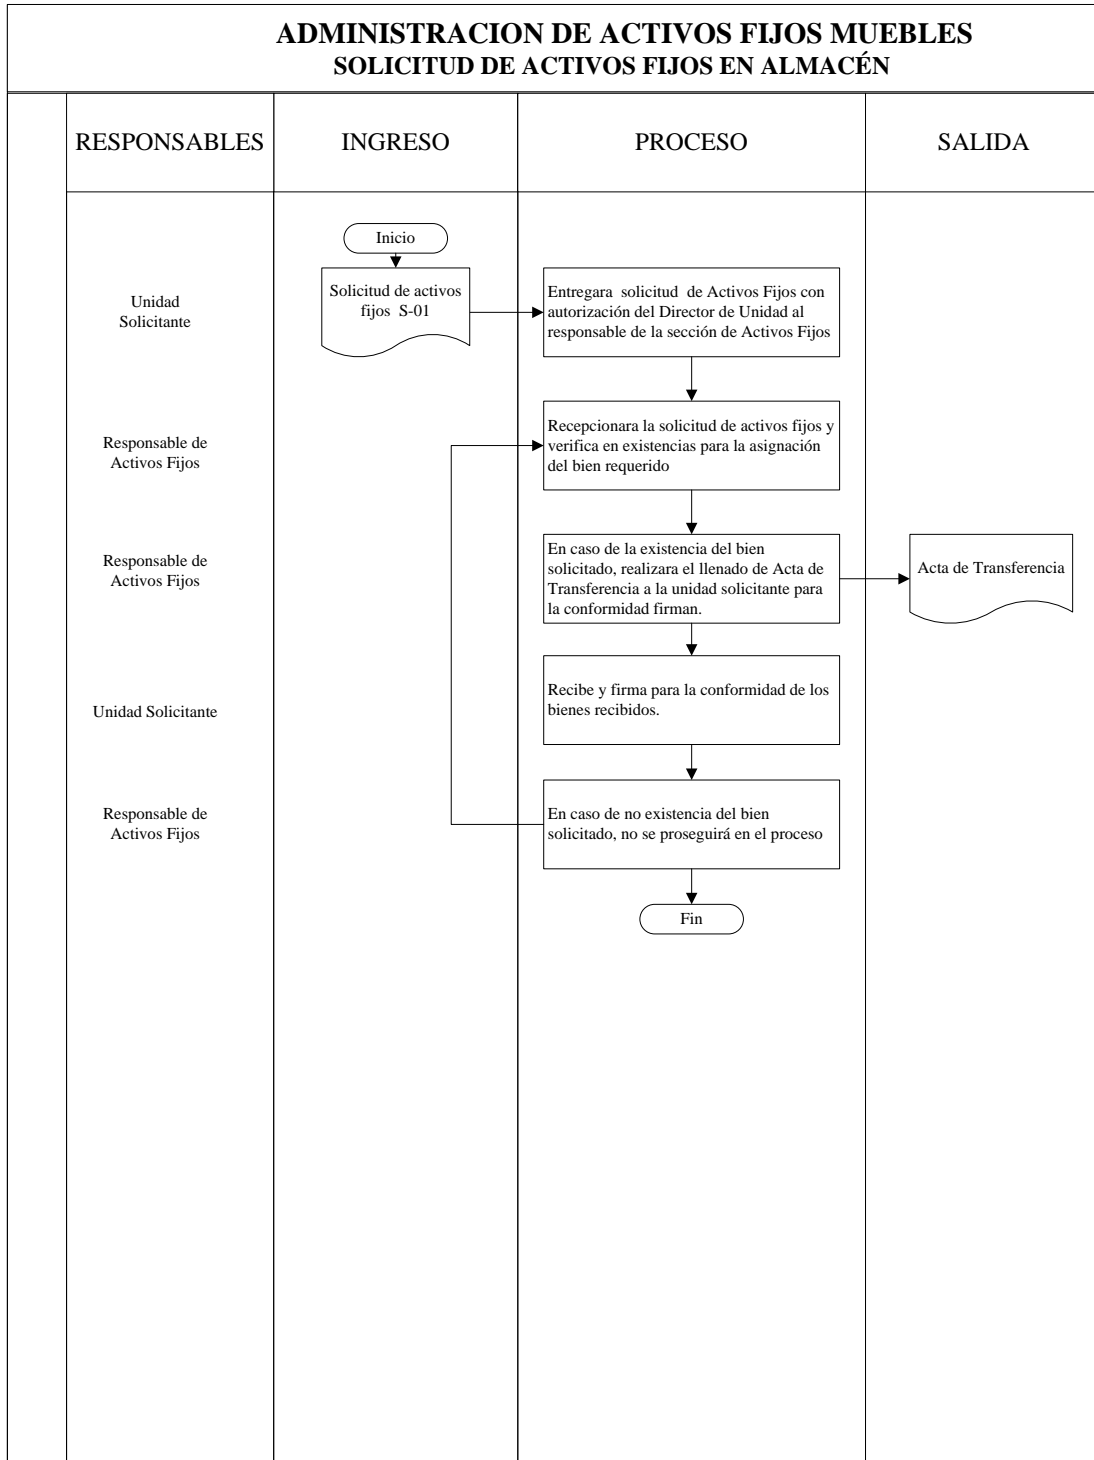 ADMINISTRACION DE ACTIVOS FIJOS MUEBLES
SOLICITUD DE ACTIVOS FIJOS EN ALMACÉN
RESPONSABLES
INGRESO
PROCESO
SALIDA
Inicio
Unidad
Solicitante
Solicitud de activos
fijos S-01
Entregara solicitud de Activos Fijos con
autorización del Director de Unidad al
responsable de la sección de Activos Fijos
Responsable de
Activos Fijos
Recepcionara la solicitud de activos fijos y
verifica en existencias para la asignación
del bien requerido
Responsable de
Activos Fijos
En caso de la existencia del bien
solicitado, realizara el llenado de Acta de
Transferencia a la unidad solicitante para
la conformidad firman.
Acta de Transferencia
Unidad Solicitante
Recibe y firma para la conformidad de los
bienes recibidos.
Responsable de
Activos Fijos
En caso de no existencia del bien
solicitado, no se proseguirá en el proceso
Fin